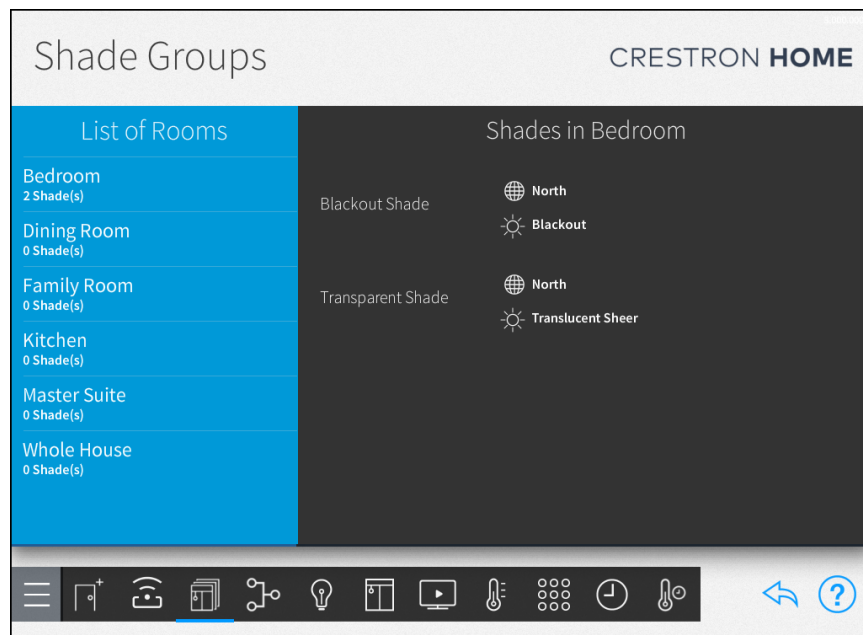 Shade Groups
CRESTRON HOME
List of Rooms
Bedroom
2 Shade(s)
Dining Room
0 Shade(s)
Family Room
0 Shade(s)
Kitchen
0 Shade(s)
Master Suite
0 Shade(s)
Whole House
0 Shade(s)
Shades in Bedroom
Blackout Shade
North
Blackout
Transparent Shade
North
Translucent Sheer
?